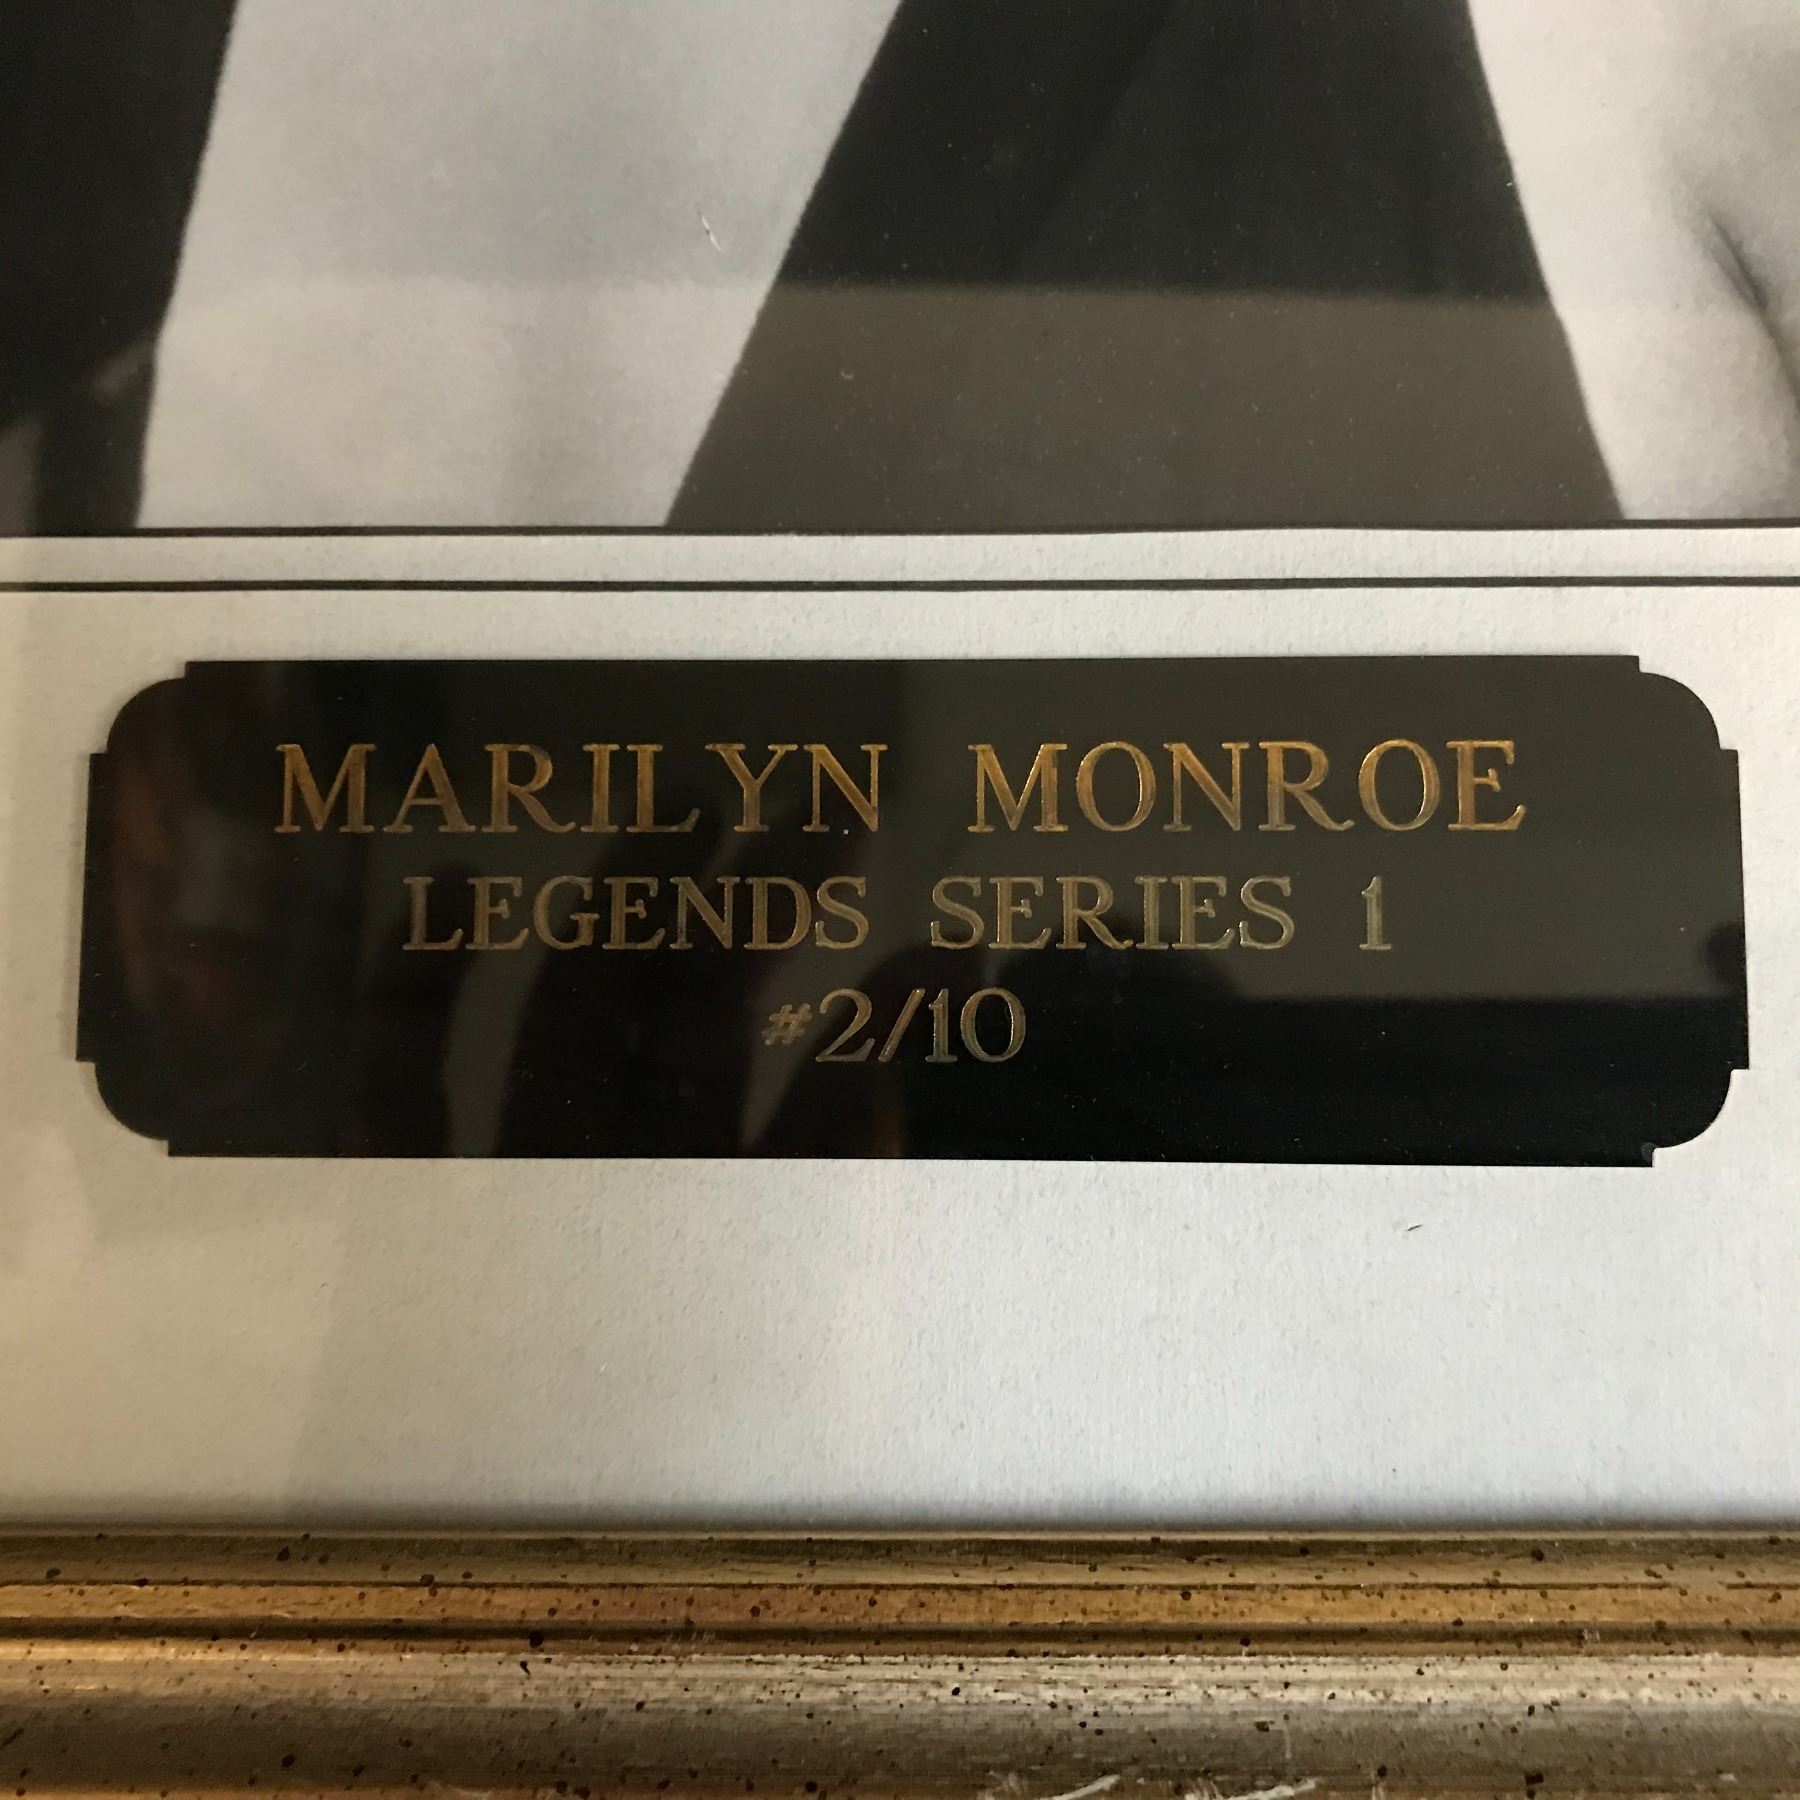 MARILYN MONROE
LEGENDS SERIES 1
#2/10